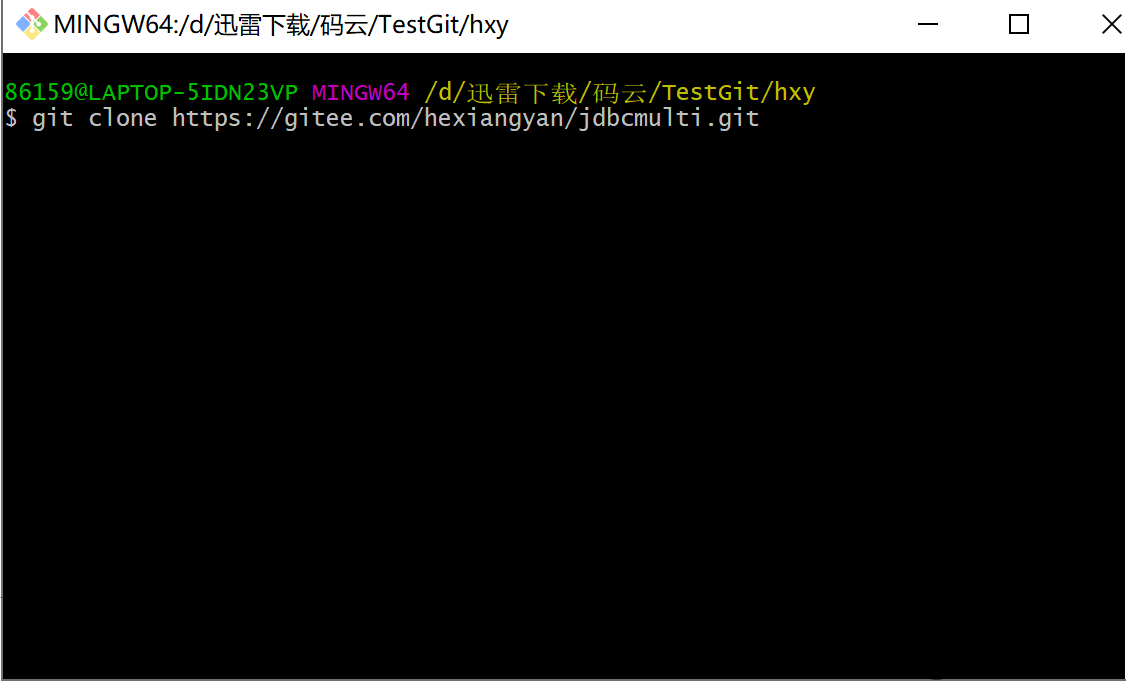 MINGW64:/d/迅雷下载/码云/TestGit/hxy
86159@LAPTOP-5IDN23VP MINGW64 /d/迅雷下载/码云/TestGit/hxy
$ git clone https://gitee.com/hexiangyan/jdbcmulti.git